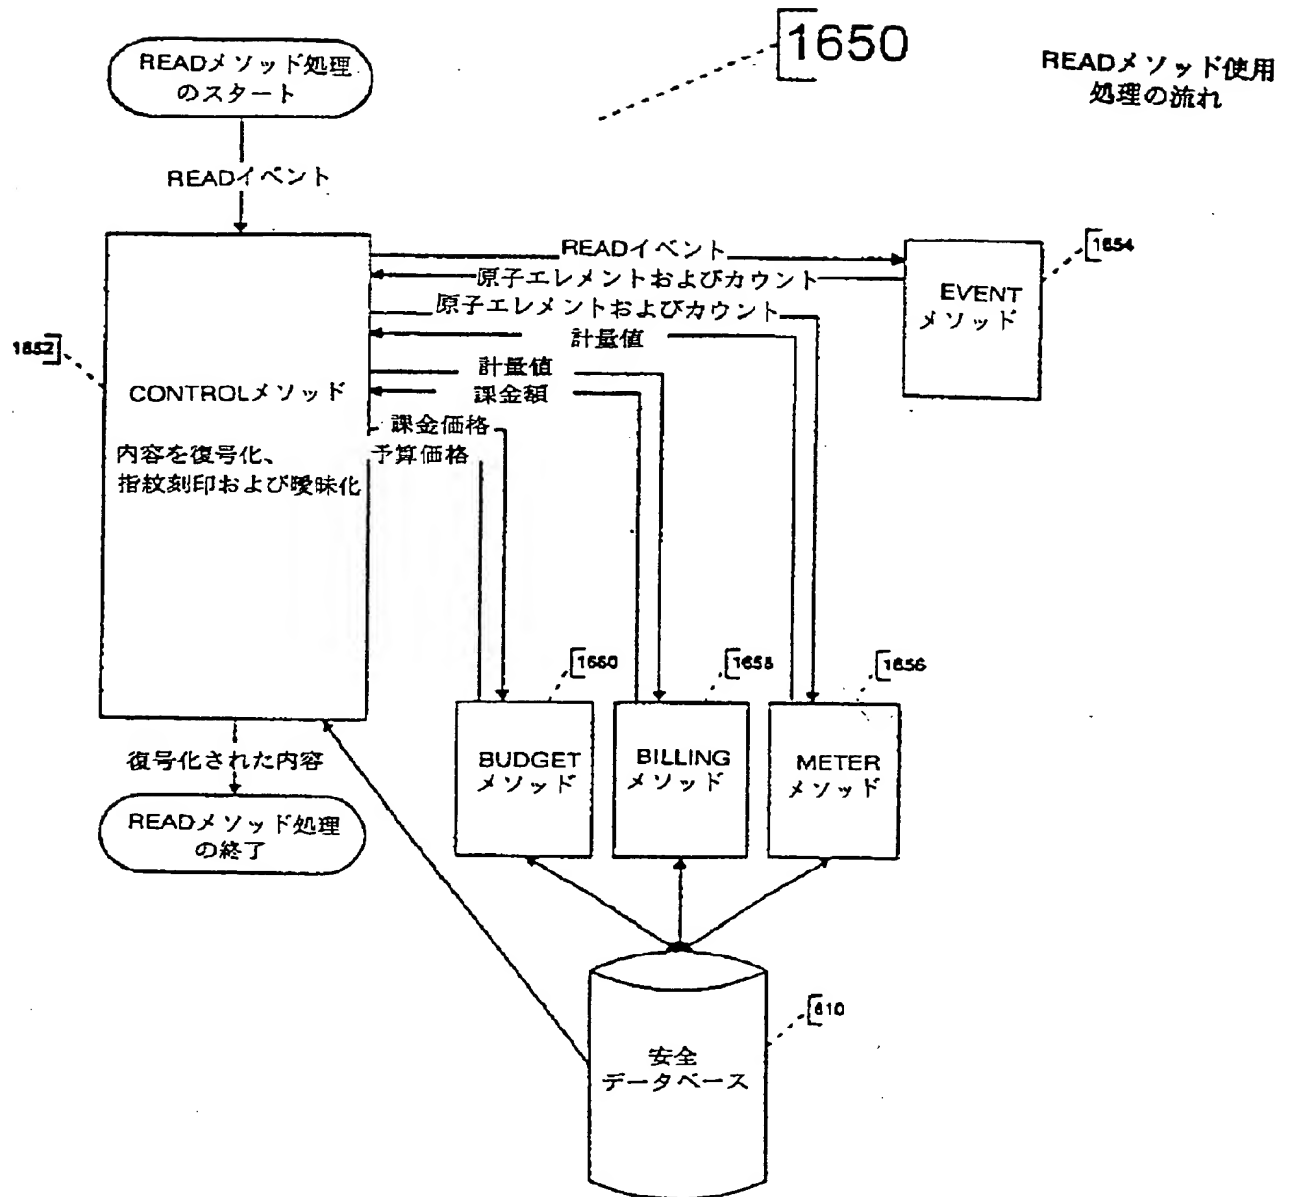 1650
READメソッド使用
処理の流れ
READメソッド処理
のスタート
READイベント
READイベント
1654
原子エレメントおよびカウント
EVENT
メソッド
原子エレメントおよびカウント
計量値
1652
計量値
CONTROLメソッド
課金額
課金価格
内容を復号化、
予算価格
指紋刻印および曖昧化
1660
1658
1656
復号化された内容
BUDGET
メソッド
BILLING
メソッド
METER
メソッド
READメソッド処理
の終了
610
安全
データベース